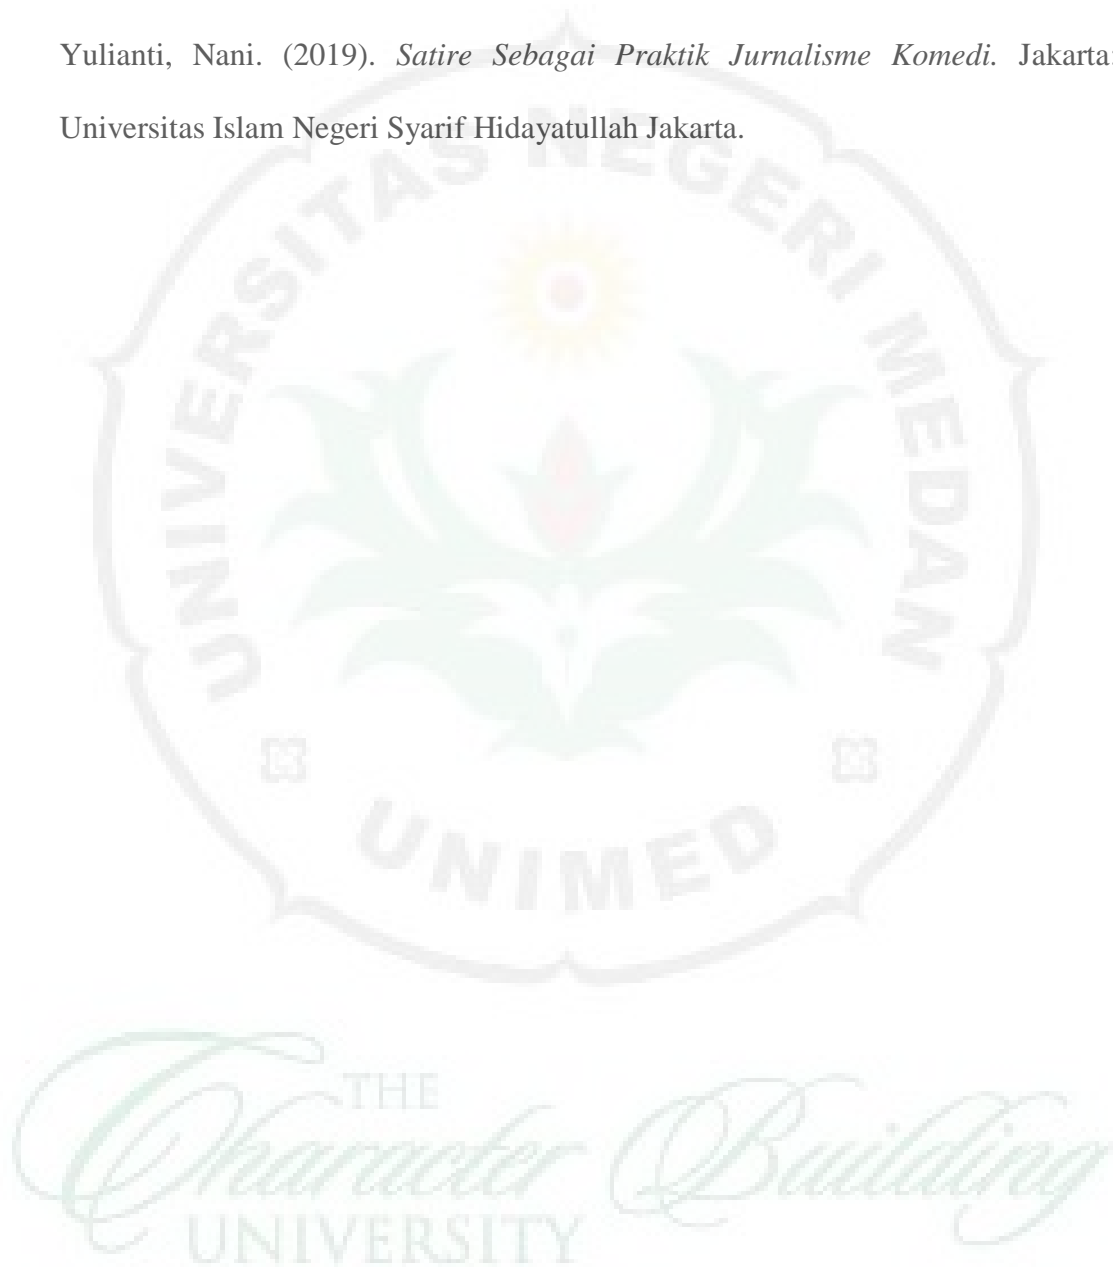 Yulianti, Nani. (2019). Satire Sebagai Praktik Jurnalisme Komedi. Jakarta:
Universitas Islam Negeri Syarif Hidayatullah Jakarta.
UNIVERSITAS NEGERI MEDAN
UNIMED
THE
Character Building
UNIVERSITY